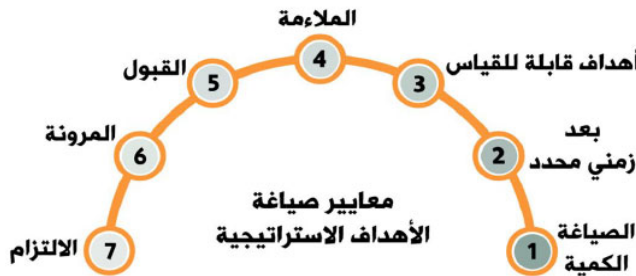 معايير صياغة
الأهداف الاستراتيجية
1
الصياغة
الكمية
2
بعد
زمني محدد
3
أهداف قابلة للقياس
4
الملاءمة
5
القبول
6
المرونة
7
الالتزام